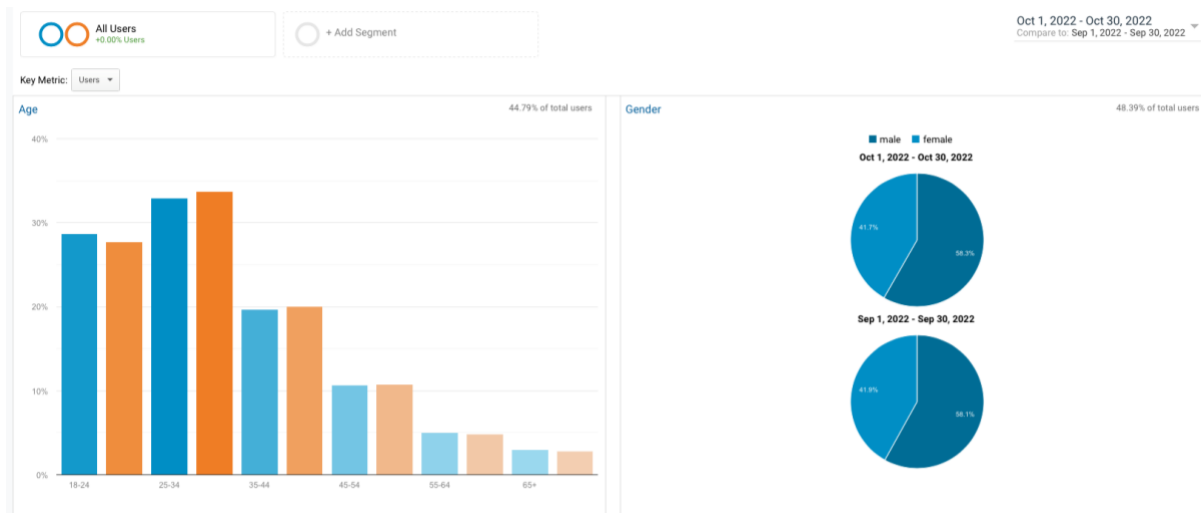 All Users
+0.00% Users
+ Add Segment
Oct 1, 2022 - Oct 30, 2022
Compare to: Sep 1, 2022 - Sep 30, 2022
Key Metric: Users
Age
44.79% of total users
40%
30%
20%
10%
0%
18-24 25-34 35-44 45-54 55-64 65+
Gender
48.39% of total users
male female
Oct 1, 2022 - Oct 30, 2022
41.7%
58.3%
Sep 1, 2022 - Sep 30, 2022
41.9%
58.1%